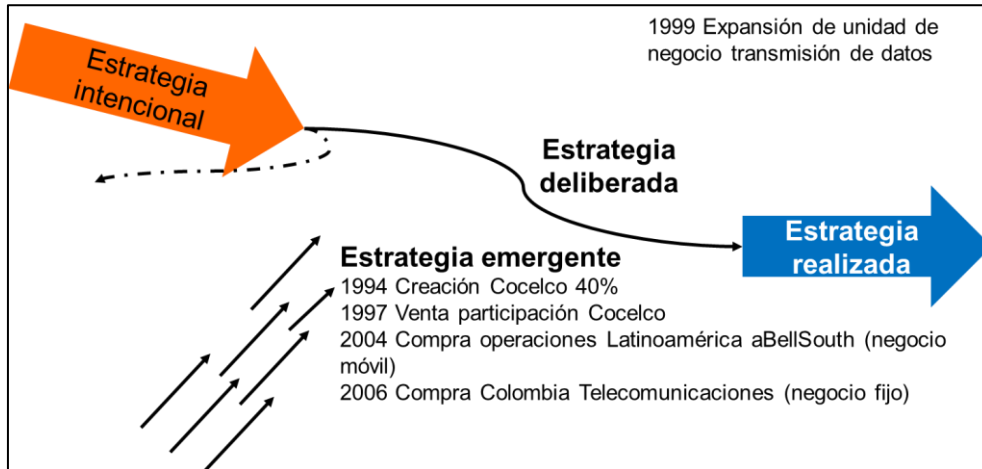 Estrategia
intencional
1999 Expansión de unidad de
negocio transmisión de datos
Estrategia
deliberada
Estrategia
realizada
Estrategia emergente
1994 Creación Cocelco 40%
1997 Venta participación Cocelco
2004 Compra operaciones Latinoamérica aBellSouth (negocio
móvil)
2006 Compra Colombia Telecomunicaciones (negocio fijo)